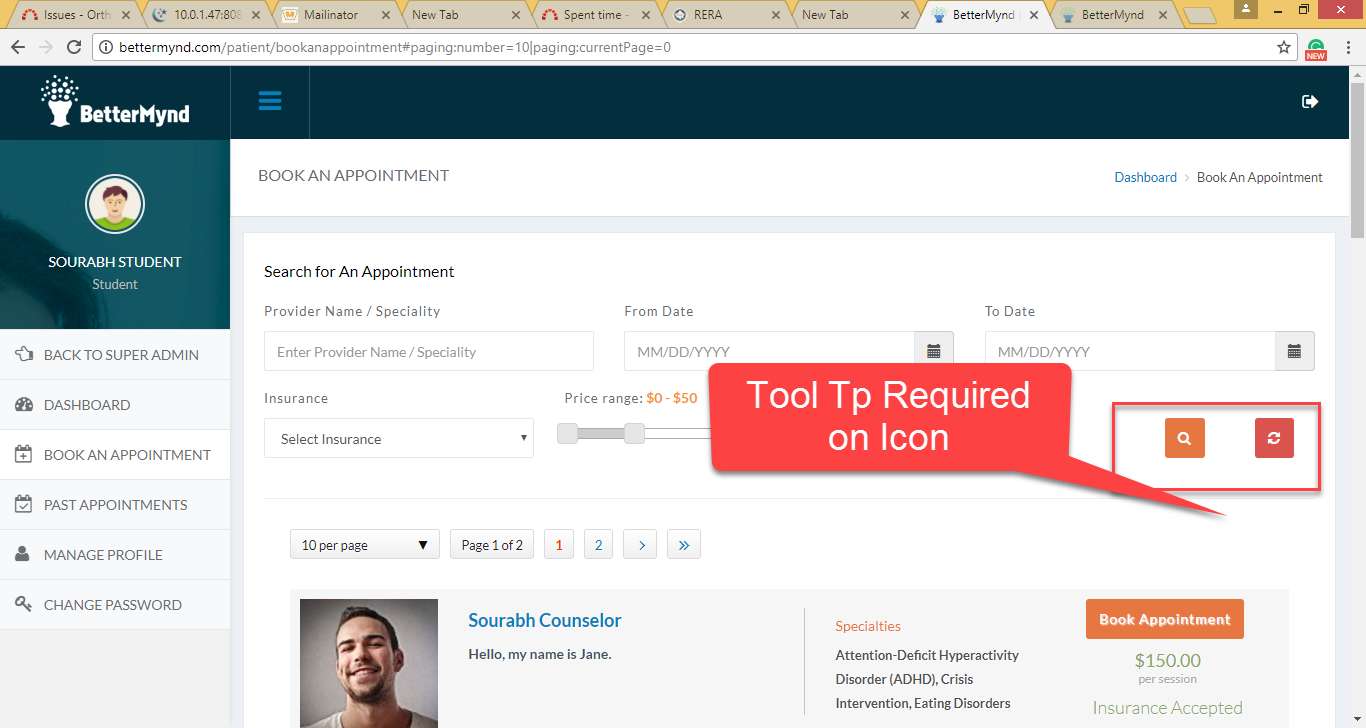 Issues - Orth
10.0.1.47:808
Mailinator
New Tab
Spent time -
RERA
New Tab
BetterMynd
BetterMynd
bettermynd.com/patient/bookanappointment#paging:number=10|paging:currentPage=0
NEW
BetterMynd
BOOK AN APPOINTMENT
Dashboard > Book An Appointment
SOURABH STUDENT
Student
BACK TO SUPER ADMIN
DASHBOARD
BOOK AN APPOINTMENT
PAST APPOINTMENTS
MANAGE PROFILE
CHANGE PASSWORD
Search for An Appointment
Provider Name / Speciality
From Date
To Date
Enter Provider Name / Speciality
MM/DD/YYYY
MM/DD/YYYY
Insurance
Price range: $0 - $50
Select Insurance
Tool Tp Required
on Icon
10 per page
Page 1 of 2
1
2
>
»
Sourabh Counselor
Hello, my name is Jane.
Specialties
Attention-Deficit Hyperactivity
Disorder (ADHD), Crisis
Intervention, Eating Disorders
Book Appointment
$150.00
per session
Insurance Accepted